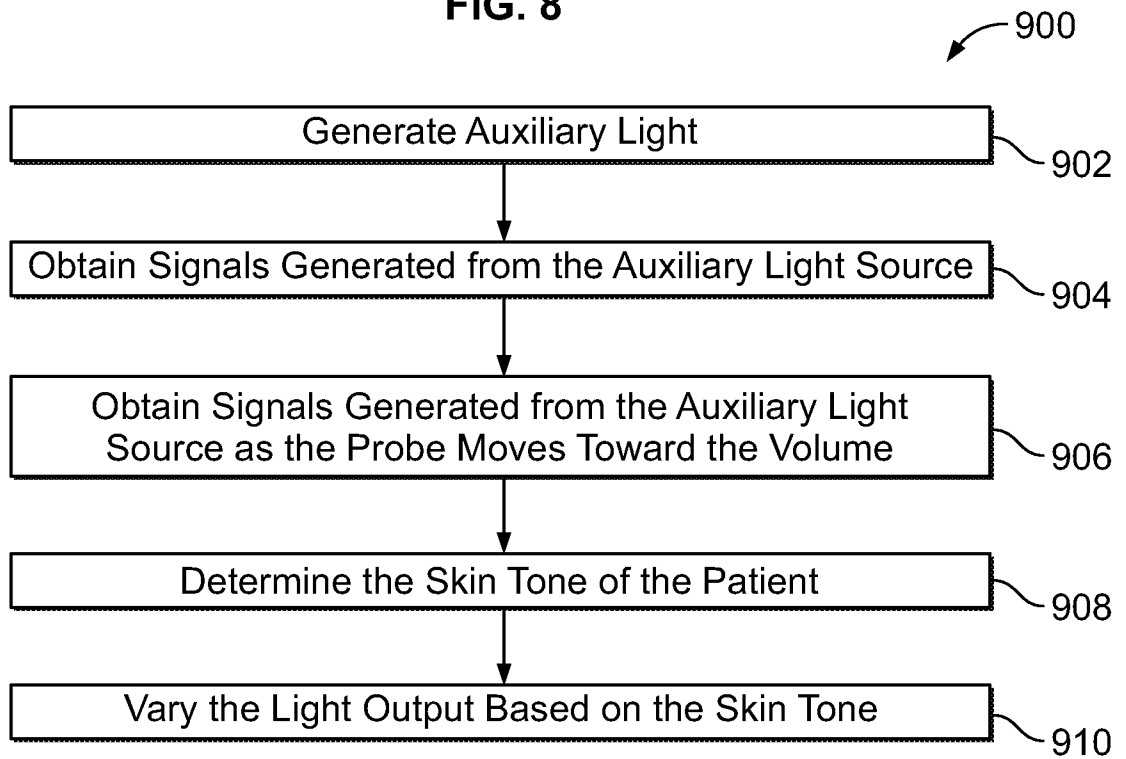 FIG. 8
900
Generate Auxiliary Light
902
Obtain Signals Generated from the Auxiliary Light Source
904
Obtain Signals Generated from the Auxiliary Light
Source as the Probe Moves Toward the Volume
906
Determine the Skin Tone of the Patient
908
Vary the Light Output Based on the Skin Tone
910